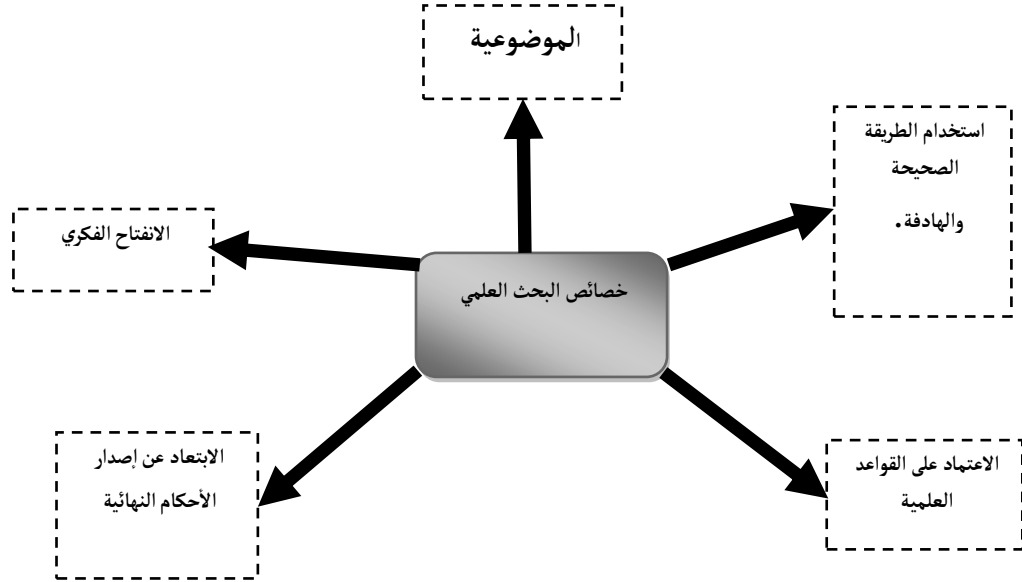 الموضوعية
استخدام الطريقة
الصحيحة
والهادفة.
الانفتاح الفكري
خصائص البحث العلمي
الاعتماد على القواعد
العلمية
الابتعاد عن إصدار
الأحكام النهائية